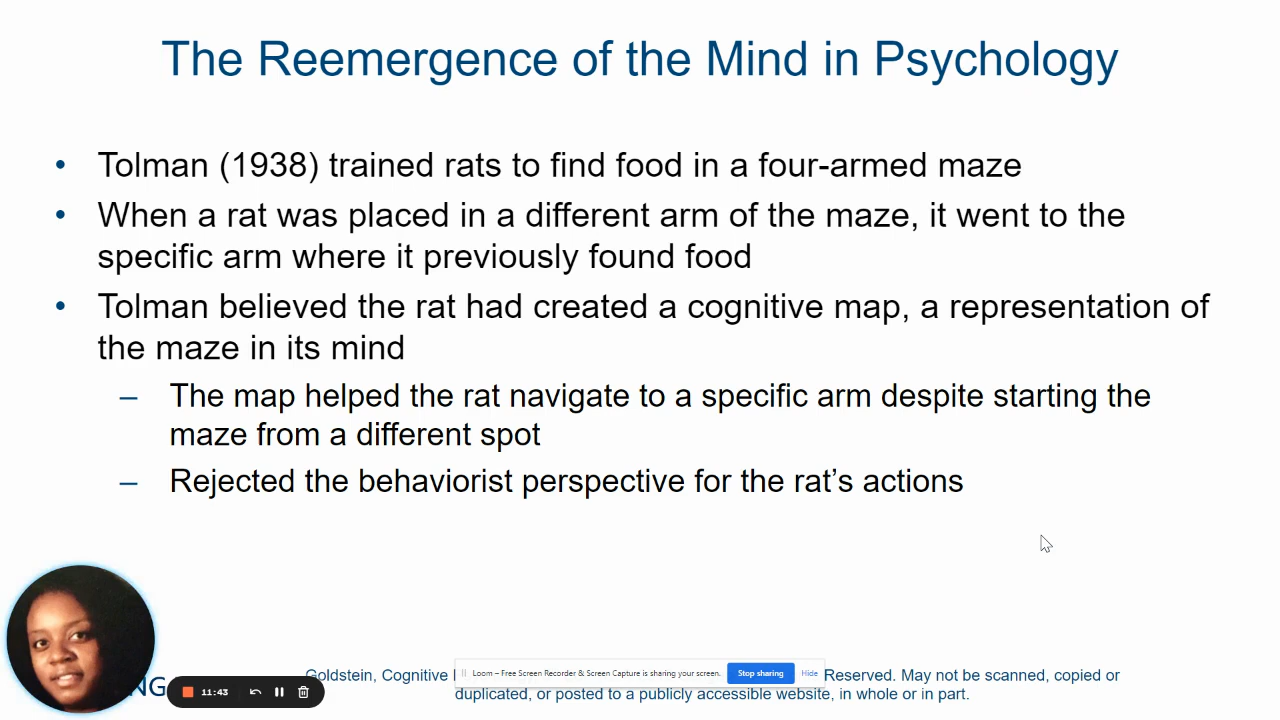 The Reemergence of the Mind in Psychology
• Tolman (1938) trained rats to find food in a four-armed maze
• When a rat was placed in a different arm of the maze, it went to the
specific arm where it previously found food
• Tolman believed the rat had created a cognitive map, a representation of
the maze in its mind
– The map helped the rat navigate to a specific arm despite starting the
maze from a different spot
– Rejected the behaviorist perspective for the rat's actions
NG
11:43
Goldstein, Cognitive
Loom – Free Screen Recorder & Screen Capture is sharing your screen.
Stop sharing
Hide
Reserved. May not be scanned, copied or
duplicated, or posted to a publicly accessible website, in whole or in part.